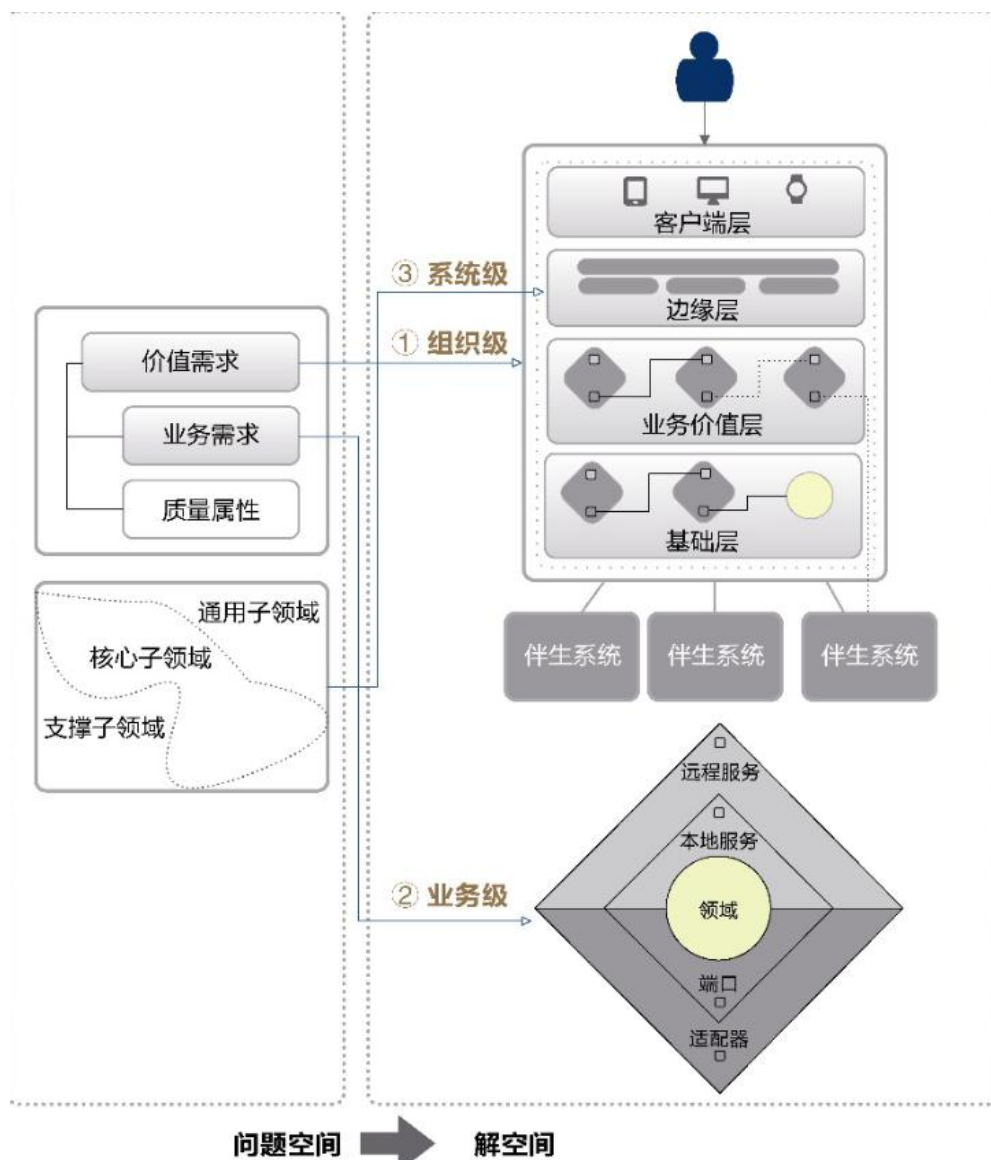 客户端层
③ 系统级
边缘层
① 组织级
价值需求
业务需求
质量属性
业务价值层
基础层
通用子领域
核心子领域
支撑子领域
伴生系统
伴生系统
伴生系统
远程服务
本地服务
② 业务级
领域
端口
适配器
问题空间
解空间